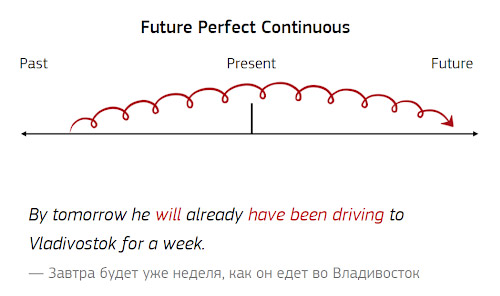 Future Perfect Continuous
Past Present Future
By tomorrow he will already have been driving to
Vladivostok for a week.
— Завтра будет уже неделя, как он едет во Владивосток